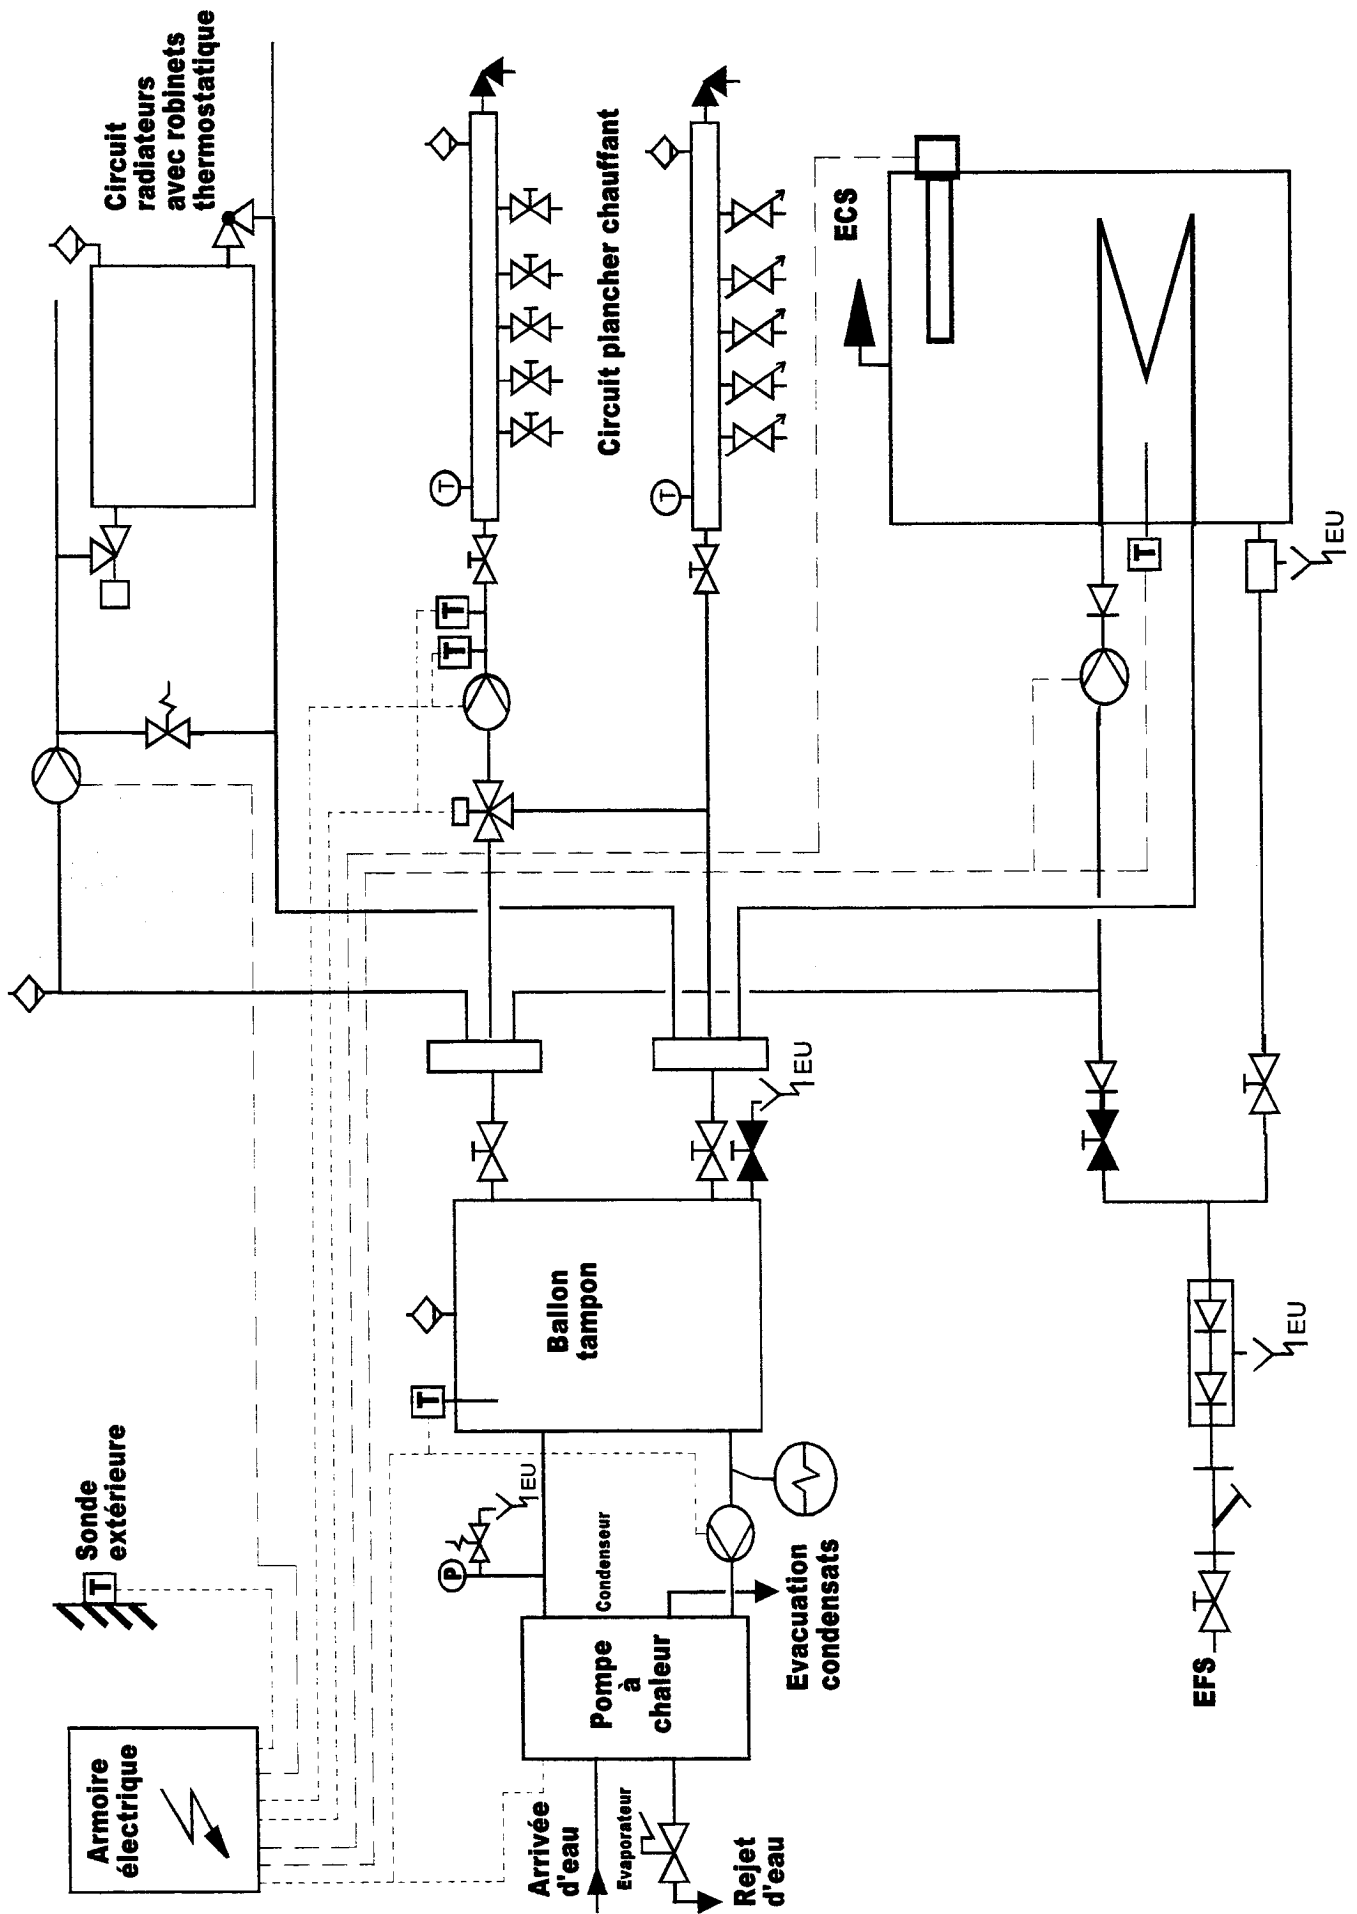 Armoire
électrique
Sonde
extérieure
T
Circuit
radiateurs
avec robinets
thermostatique
T
T
T
Circuit plancher chauffant
T
ECS
T
EU
Ballon
tampon
T
EU
P
EU
Condenseur
Pompe
à
chaleur
Evacuation
condensats
Arrivée
d'eau
Evaporateur
Rejet
d'eau
EFS
EU